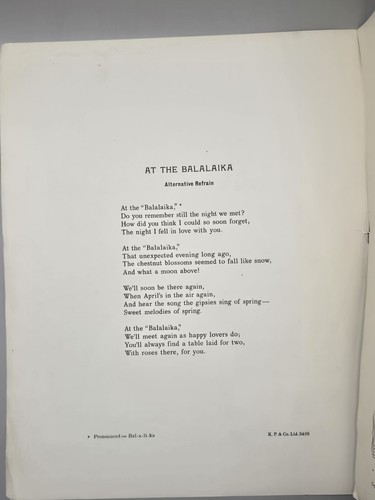 AT THE BALALAIKA
Alternative Refrain
At the "Balalaika," *
Do you remember still the night we met?
How did you think I could so soon forget,
The night I fell in love with you.
At the "Balalaika,"
That unexpected evening long ago,
The chestnut blossoms seemed to fall like snow,
And what a moon above!
We'll soon be there again,
When April's in the air again,
And hear the song the gipsies sing of spring—
Sweet melodies of spring.
At the "Balalaika,"
We'll meet again as happy lovers do;
You'll always find a table laid for two,
With roses there, for you.
* Pronounced — Bal-a-li-ka
K. P. & Co. Ltd.